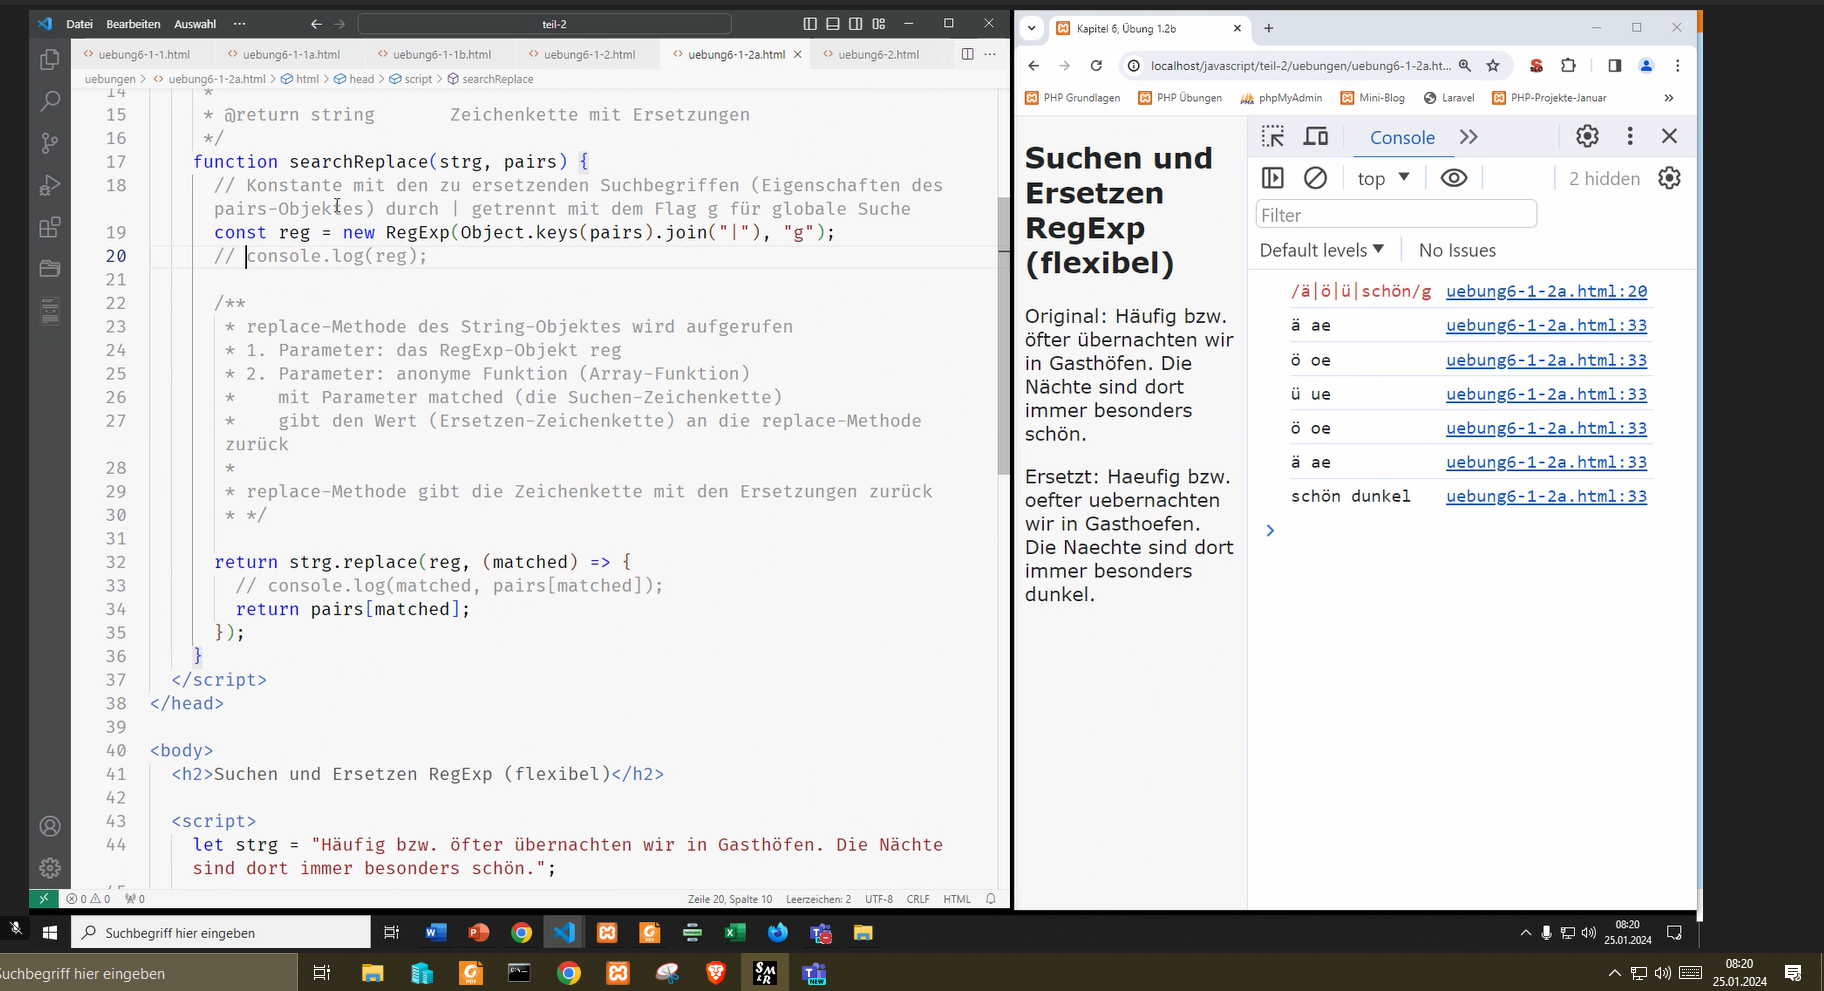 Datei Bearbeiten Auswahl ··· teil-2
uebung6-1-1.html uebung6-1-1a.html uebung6-1-1b.html uebung6-1-2.html uebung6-1-2a.html uebung6-2.html
uebungen > uebung6-1-2a.html > html > head > script > searchReplace
14 *
15 * @return string Zeichenkette mit Ersetzungen
16 */
17 function searchReplace(strg, pairs) {
18 // Konstante mit den zu ersetzenden Suchbegriffen (Eigenschaften des
pairs-Objektes) durch | getrennt mit dem Flag g für globale Suche
19 const reg = new RegExp(Object.keys(pairs).join("|"), "g");
20 // console.log(reg);
21
22 /**
23 * replace-Methode des String-Objektes wird aufgerufen
24 * 1. Parameter: das RegExp-Objekt reg
25 * 2. Parameter: anonyme Funktion (Array-Funktion)
26 * mit Parameter matched (die Suchen-Zeichenkette)
27 * gibt den Wert (Ersetzen-Zeichenkette) an die replace-Methode
zurück
28 *
29 * replace-Methode gibt die Zeichenkette mit den Ersetzungen zurück
30 * */
31
32 return strg.replace(reg, (matched) => {
33 // console.log(matched, pairs[matched]);
34 return pairs[matched];
35 });
36 }
37 </script>
38 </head>
39
40 <body>
41 <h2>Suchen und Ersetzen RegExp (flexibel)</h2>
42
43 <script>
44 let strg = "Häufig bzw. öfter übernachten wir in Gasthöfen. Die Nächte
sind dort immer besonders schön.";
0 0 0 Zeile 20, Spalte 10 Leerzeichen: 2 UTF-8 CRLF HTML
Kapitel 6, Übung 1.2b
localhost/javascript/teil-2/uebungen/uebung6-1-2a.ht...
PHP Grundlagen PHP Übungen phpMyAdmin Mini-Blog Laravel PHP-Projekte-Januar »
Suchen und
Ersetzen
RegExp
(flexibel)
Original: Häufig bzw.
öfter übernachten wir
in Gasthöfen. Die
Nächte sind dort
immer besonders
schön.
Ersetzt: Haeufig bzw.
oefter uebernachten
wir in Gasthoefen.
Die Naechte sind dort
immer besonders
dunkel.
Console
top 2 hidden
Filter
Default levels No Issues
/ä|ö|ü|schön/g uebung6-1-2a.html:20
ä ae uebung6-1-2a.html:33
ö oe uebung6-1-2a.html:33
ü ue uebung6-1-2a.html:33
ö oe uebung6-1-2a.html:33
ä ae uebung6-1-2a.html:33
schön dunkel uebung6-1-2a.html:33
Suchbegriff hier eingeben
08:20
25.01.2024
Suchbegriff hier eingeben
08:20
25.01.2024